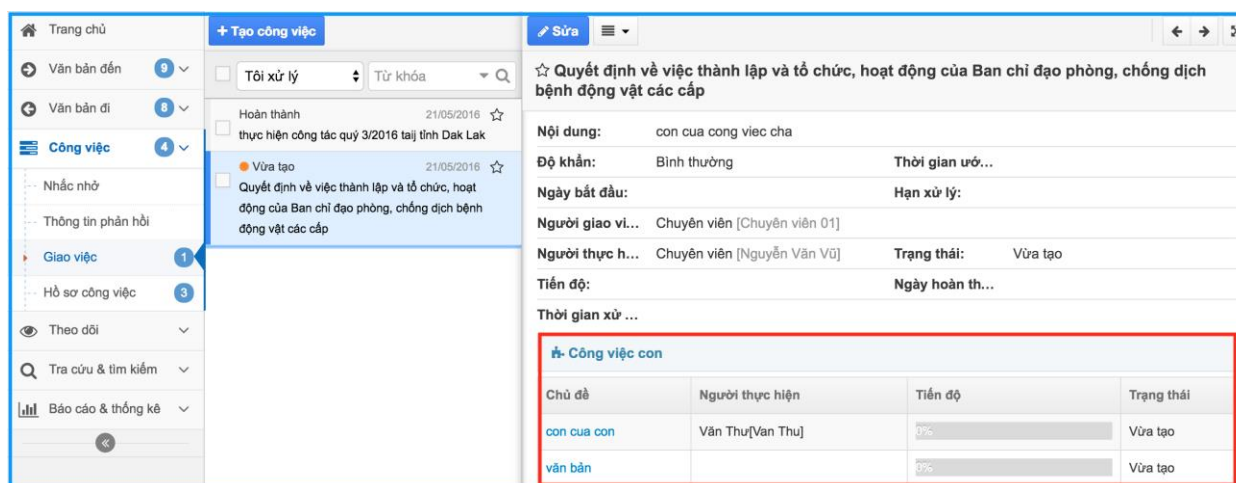 Trang chủ
Văn bản đến 9
Văn bản đi 8
Công việc 4
Nhắc nhở
Thông tin phản hồi
Giao việc 1
Hồ sơ công việc 3
Theo dõi
Tra cứu & tìm kiếm
Báo cáo & thống kê
+ Tạo công việc
Tôi xử lý Từ khóa
Hoàn thành 21/05/2016
thực hiện công tác quý 3/2016 taij tỉnh Dak Lak
Vừa tạo 21/05/2016
Quyết định về việc thành lập và tổ chức, hoạt
động của Ban chỉ đạo phòng, chống dịch bệnh
động vật các cấp
Sửa
Quyết định về việc thành lập và tổ chức, hoạt động của Ban chỉ đạo phòng, chống dịch
bệnh động vật các cấp
Nội dung: con cua cong viec cha
Độ khẩn: Bình thường Thời gian ướ...
Ngày bắt đầu: Hạn xử lý:
Người giao vi... Chuyên viên [Chuyên viên 01]
Người thực h... Chuyên viên [Nguyễn Văn Vũ] Trạng thái: Vừa tạo
Tiến độ: Ngày hoàn th...
Thời gian xử ...
Công việc con
Chủ đề Người thực hiện Tiến độ Trạng thái
con cua con Văn Thư[Van Thu] 0% Vừa tạo
văn bản 0% Vừa tạo